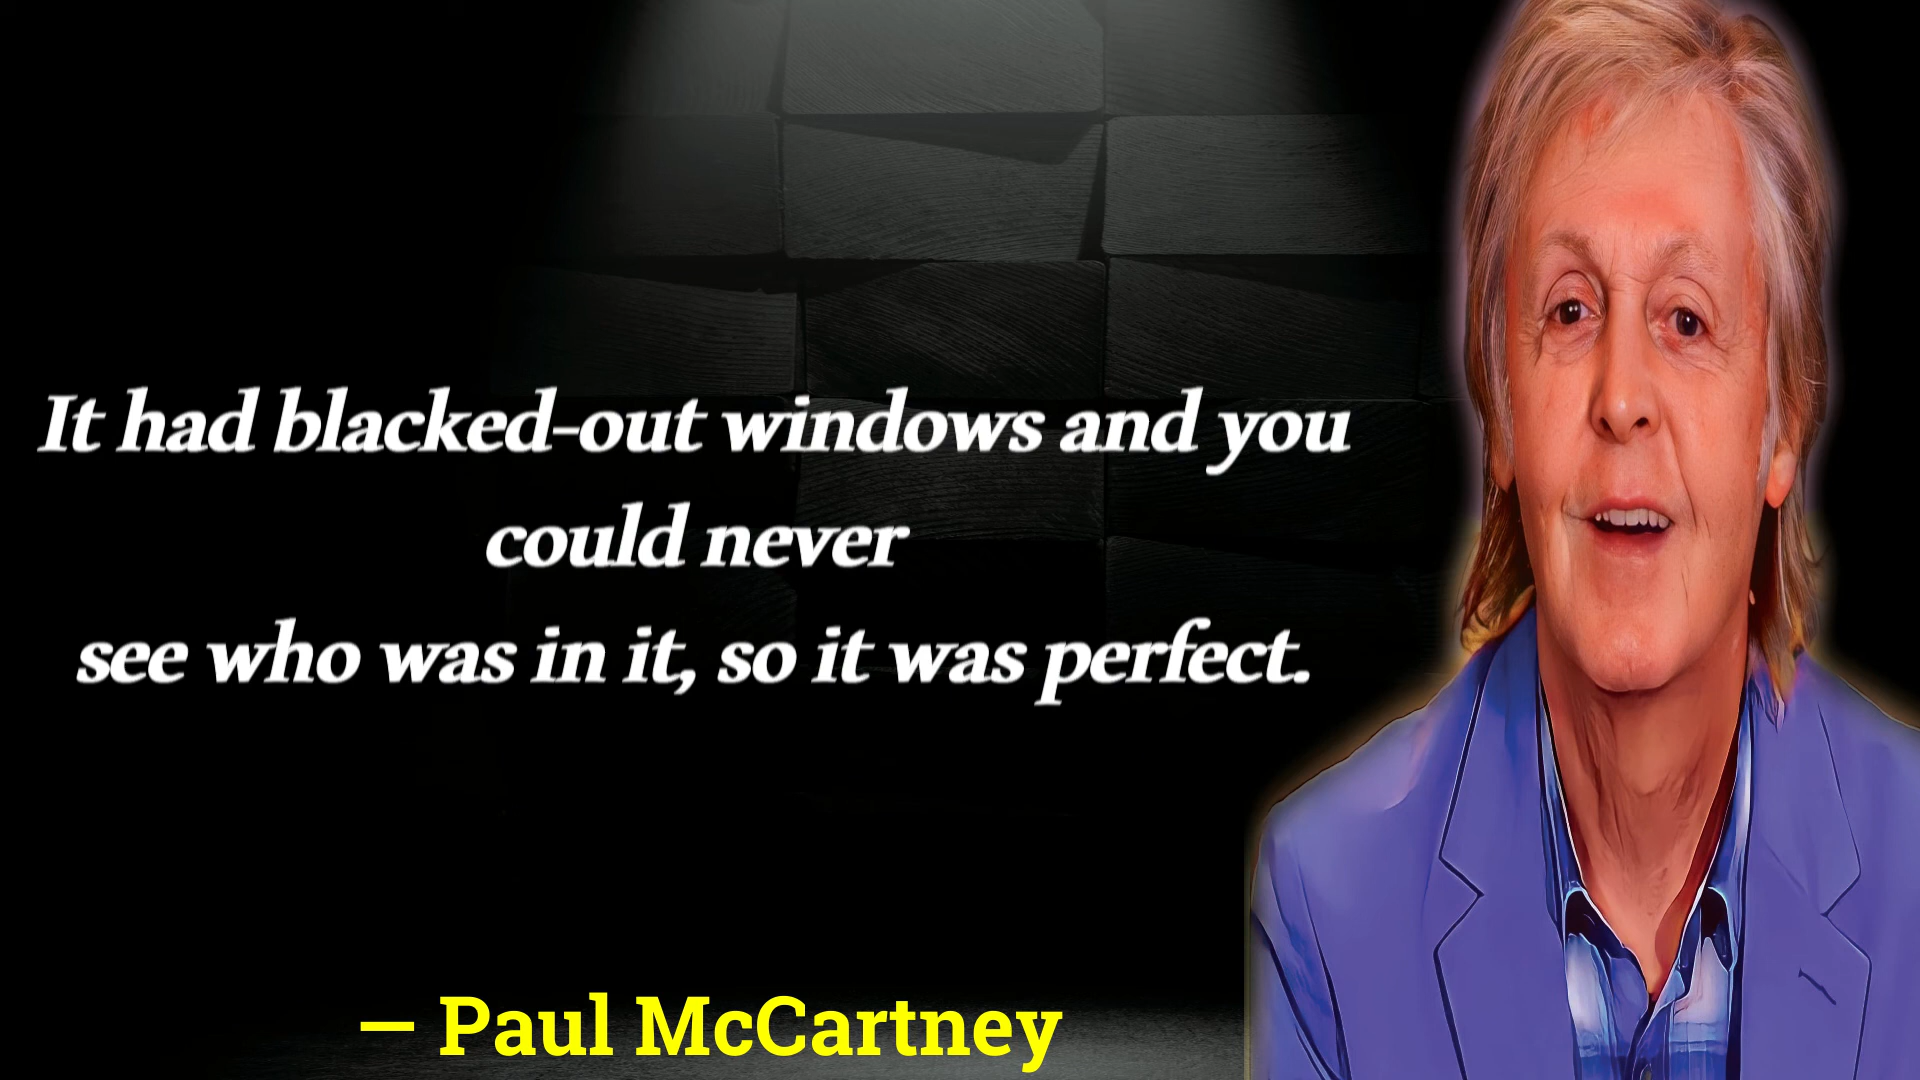 It had blacked-out windows and you
could never
see who was in it, so it was perfect.
— Paul McCartney